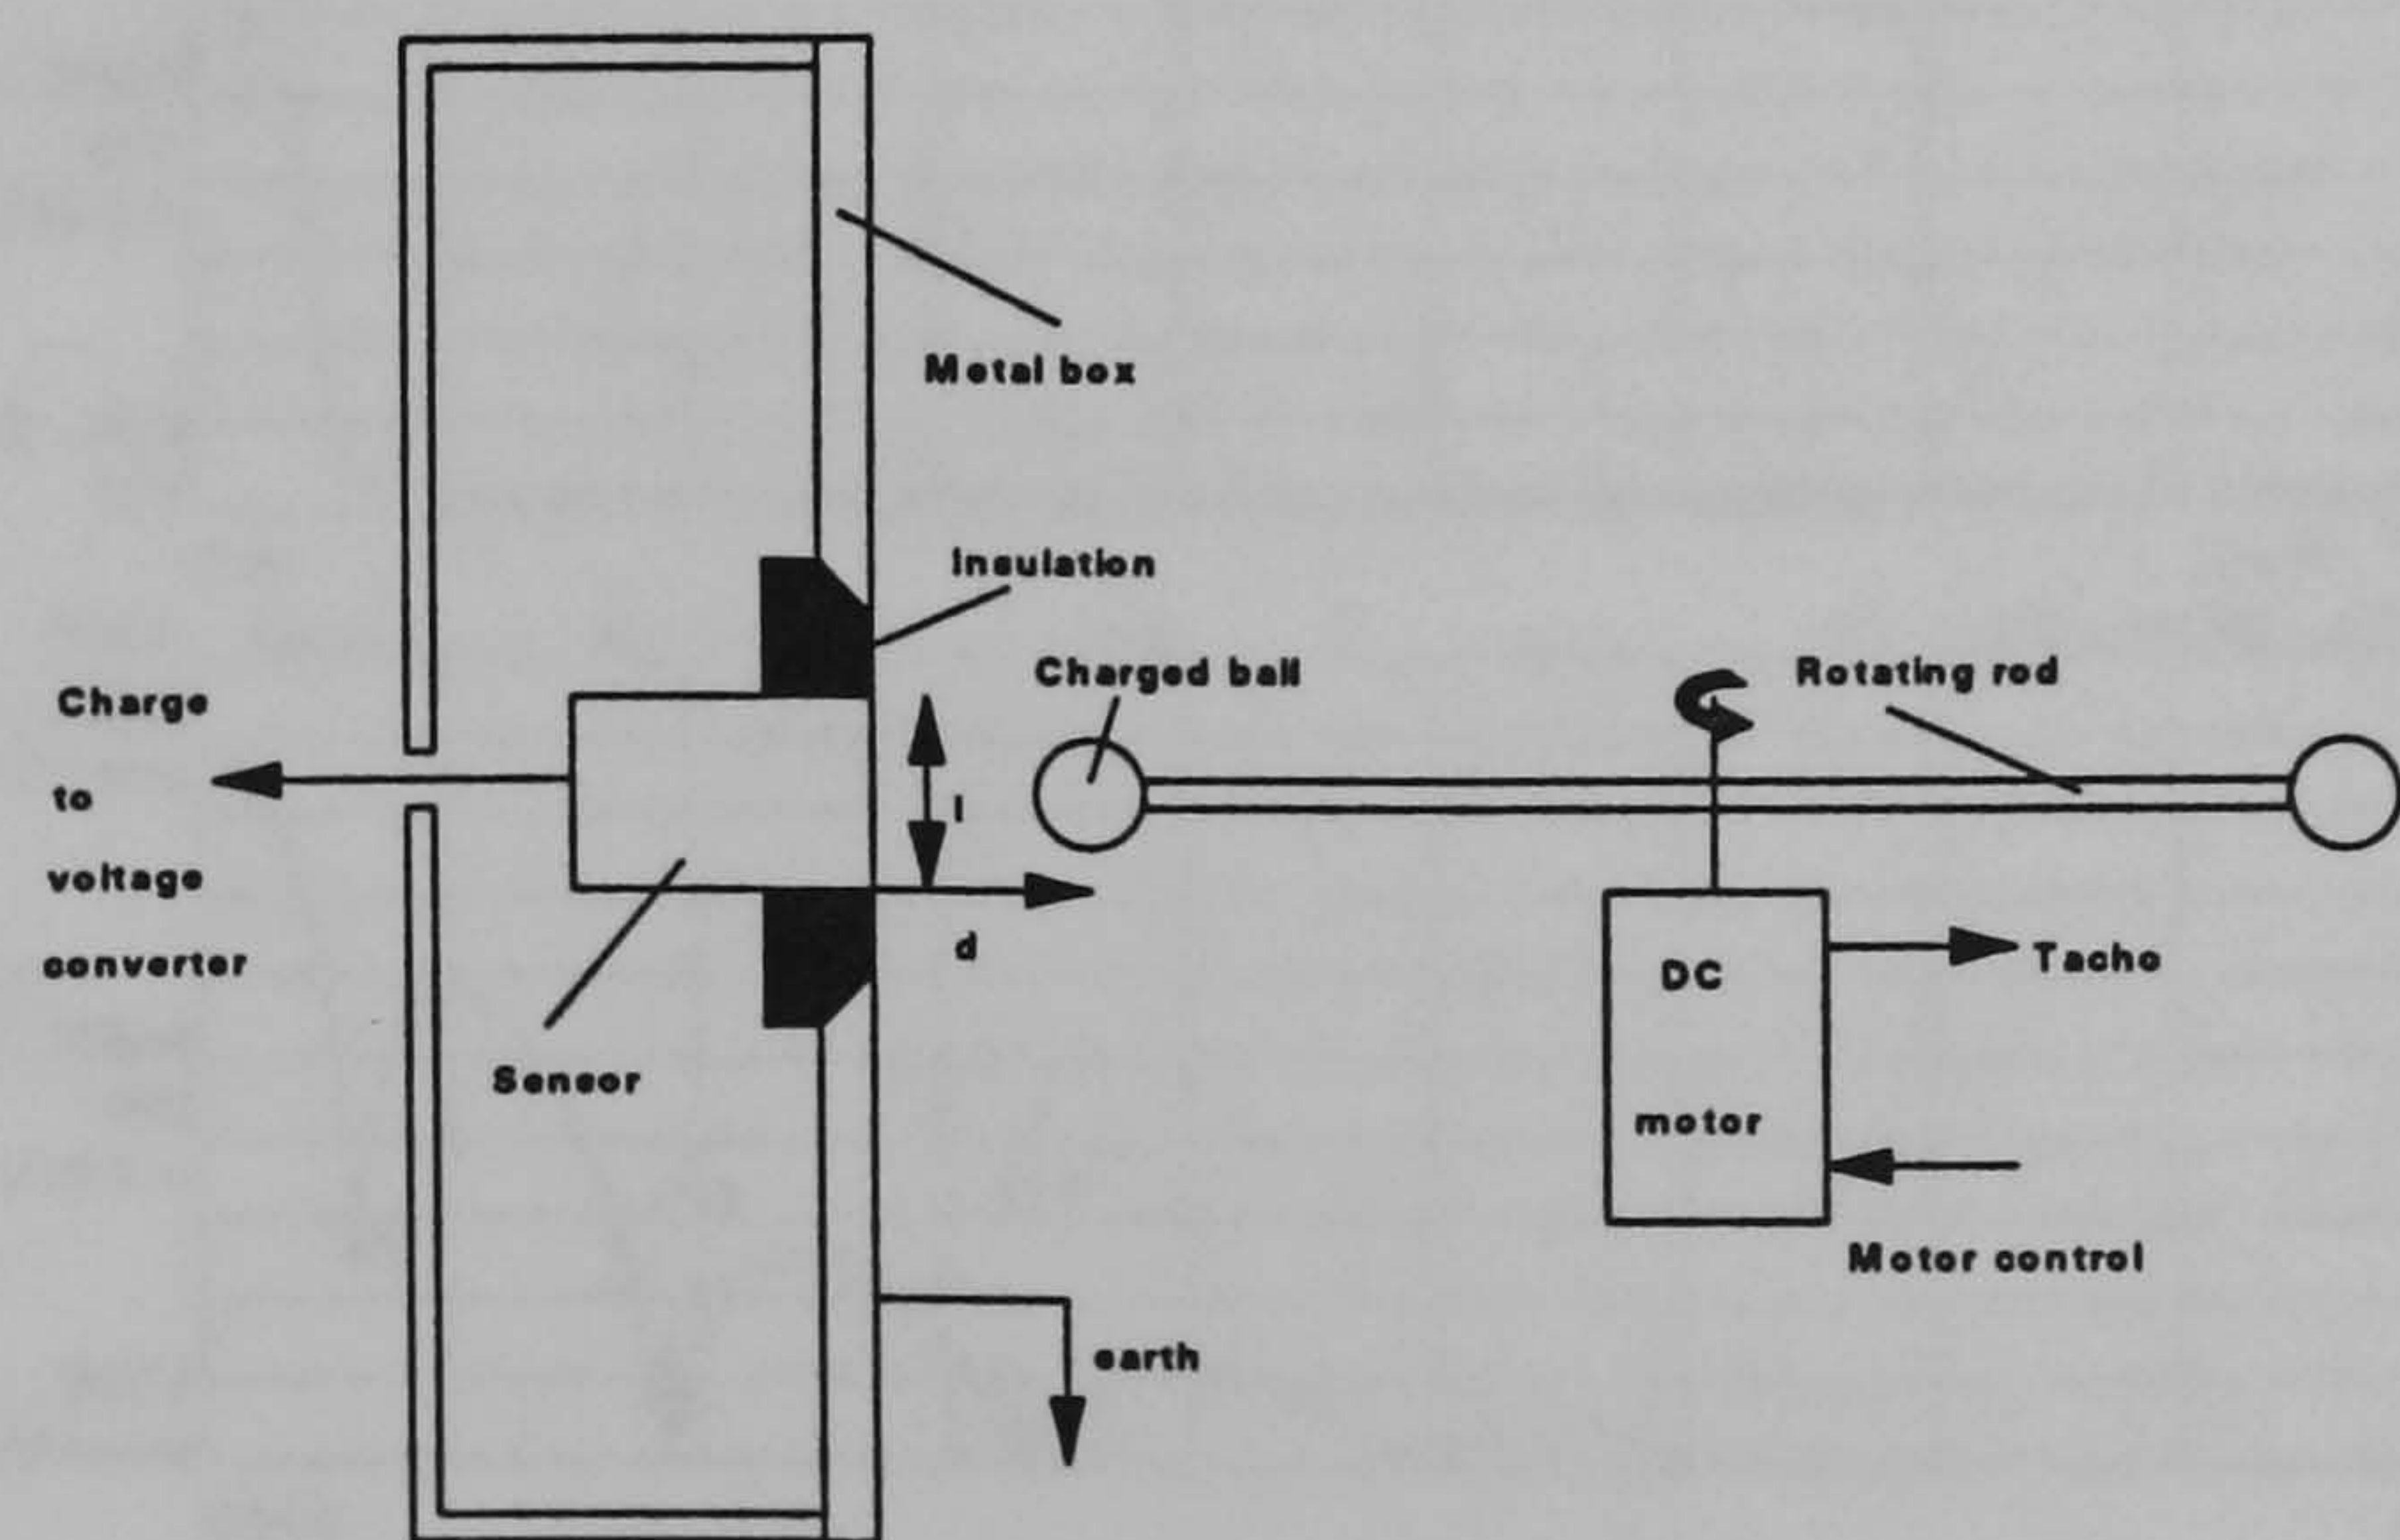 Metal box
Insulation
Charged ball
Rotating rod
Charge
to
voltage
converter
l
d
DC
motor
Tacho
Sensor
Motor control
earth